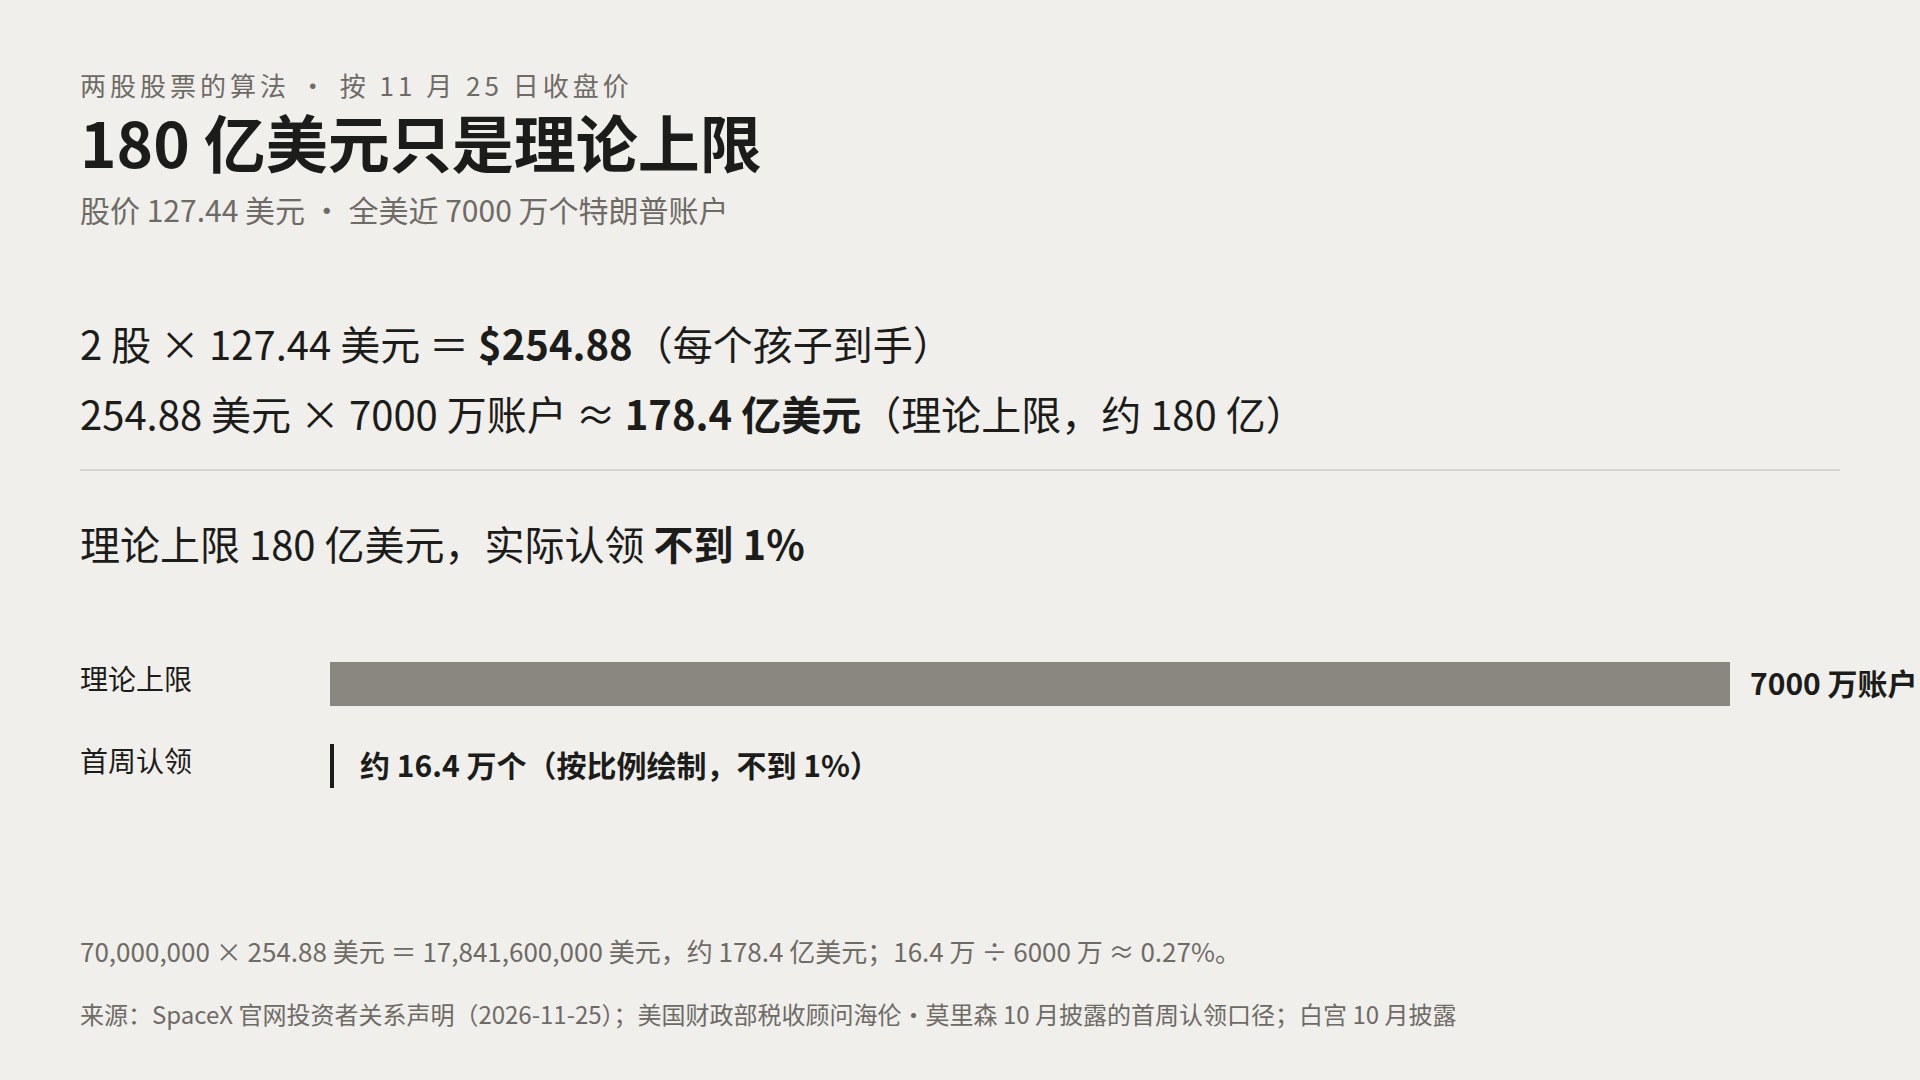 两股股票的算法 · 按 11 月 25 日收盘价
180 亿美元只是理论上限
股价 127.44 美元 · 全美近 7000 万个特朗普账户
2 股 × 127.44 美元 ＝ $254.88（每个孩子到手）
254.88 美元 × 7000 万账户 ≈ 178.4 亿美元（理论上限，约 180 亿）
理论上限 180 亿美元，实际认领 不到 1%
理论上限
7000 万账户
首周认领
约 16.4 万个（按比例绘制，不到 1%）
70,000,000 × 254.88 美元 ＝ 17,841,600,000 美元，约 178.4 亿美元；16.4 万 ÷ 6000 万 ≈ 0.27%。
来源：SpaceX 官网投资者关系声明（2026-11-25）；美国财政部税收顾问海伦·莫里森 10 月披露的首周认领口径；白宫 10 月披露